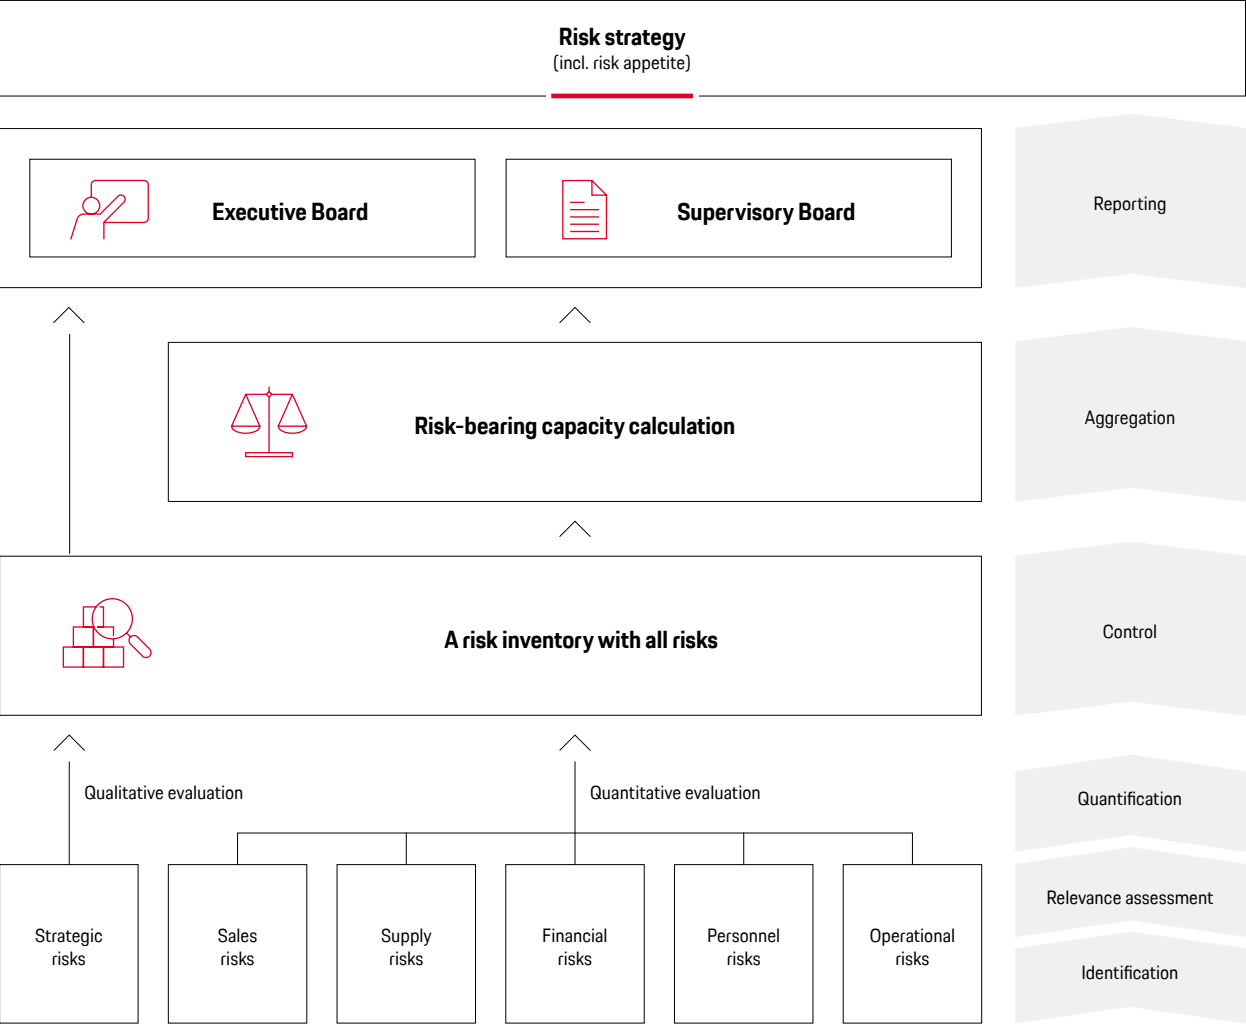 Risk strategy
(incl. risk appetite)
Executive Board
Supervisory Board
Reporting
Risk-bearing capacity calculation
Aggregation
A risk inventory with all risks
Control
Qualitative evaluation
Quantitative evaluation
Quantification
Relevance assessment
Strategic
risks
Sales
risks
Supply
risks
Financial
risks
Personnel
risks
Operational
risks
Identification